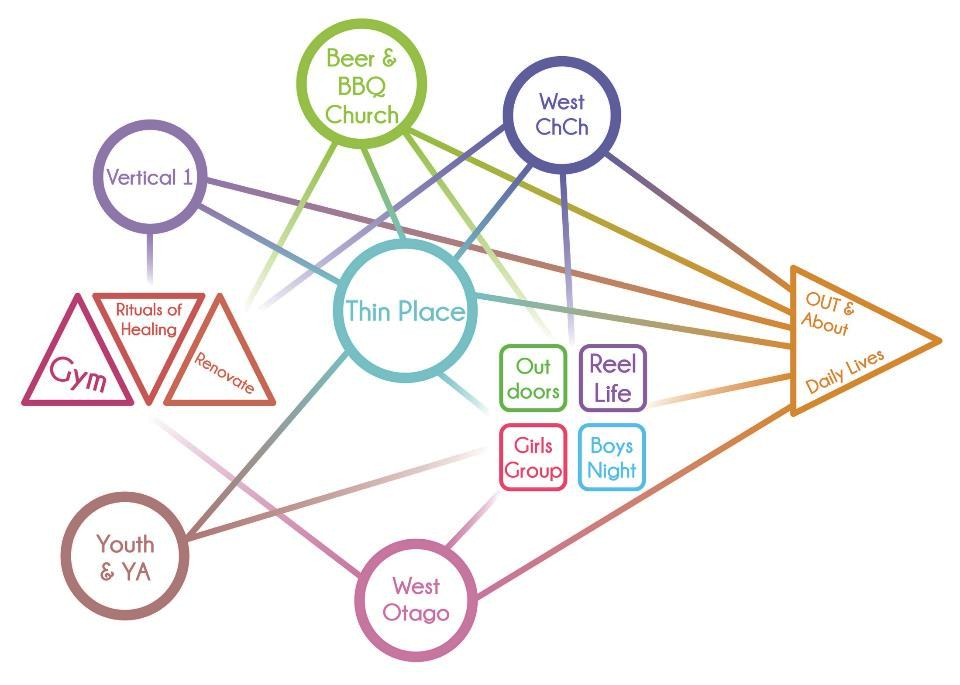 Beer &
BBQ
Church
West
ChCh
Vertical 1
Rituals of
Healing
Gym
Renovate
Thin Place
OUT &
About
Daily Lives
Out
doors
Reel
Life
Girls
Group
Boys
Night
Youth
& YA
West
Otago